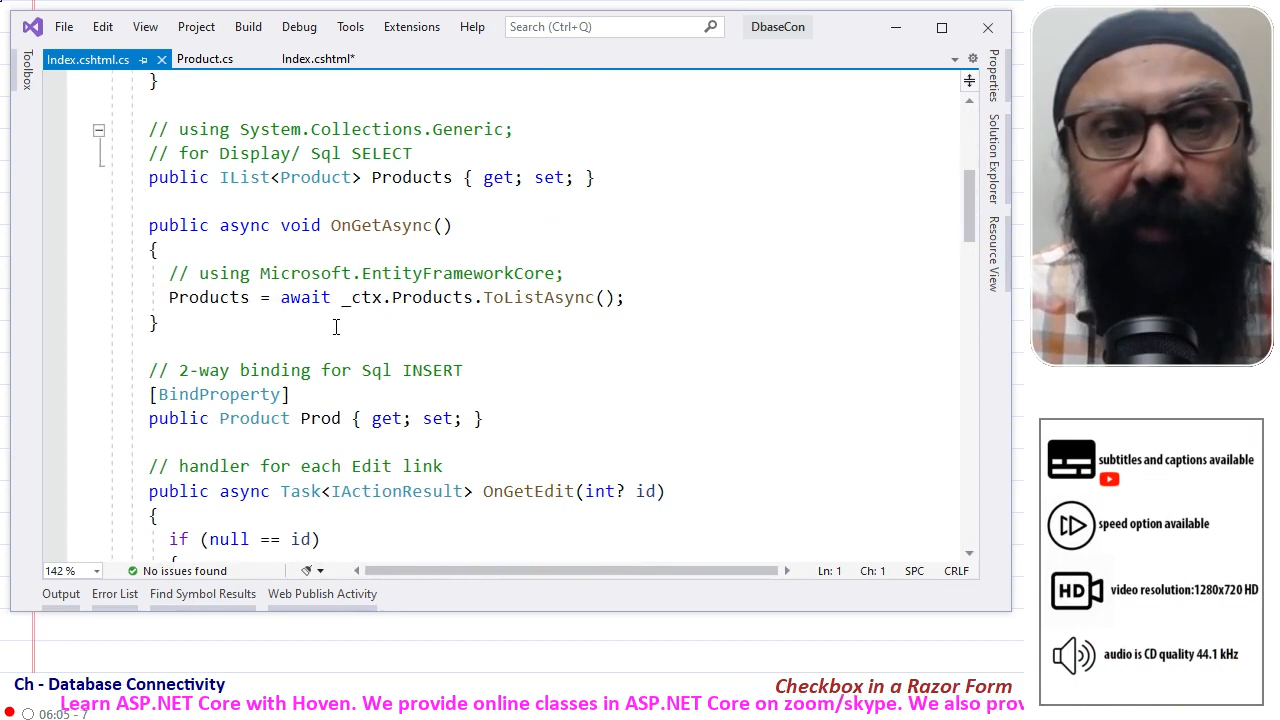 File Edit View Project Build Debug Tools Extensions Help Search (Ctrl+Q) DbaseCon
Toolbox
Index.cshtml.cs Product.cs Index.cshtml*
}
// using System.Collections.Generic;
// for Display/ Sql SELECT
public IList<Product> Products { get; set; }
public async void OnGetAsync()
{
// using Microsoft.EntityFrameworkCore;
Products = await _ctx.Products.ToListAsync();
}
// 2-way binding for Sql INSERT
[BindProperty]
public Product Prod { get; set; }
// handler for each Edit link
public async Task<IActionResult> OnGetEdit(int? id)
{
if (null == id)
{
142 % No issues found Ln: 1 Ch: 1 SPC CRLF
Output Error List Find Symbol Results Web Publish Activity
Properties
Solution Explorer
Resource View
subtitles and captions available
speed option available
HD video resolution:1280x720 HD
audio is CD quality 44.1 kHz
Ch - Database Connectivity
Checkbox in a Razor Form
Learn ASP.NET Core with Hoven. We provide online classes in ASP.NET Core on zoom/skype. We also prov
06:05 - 7